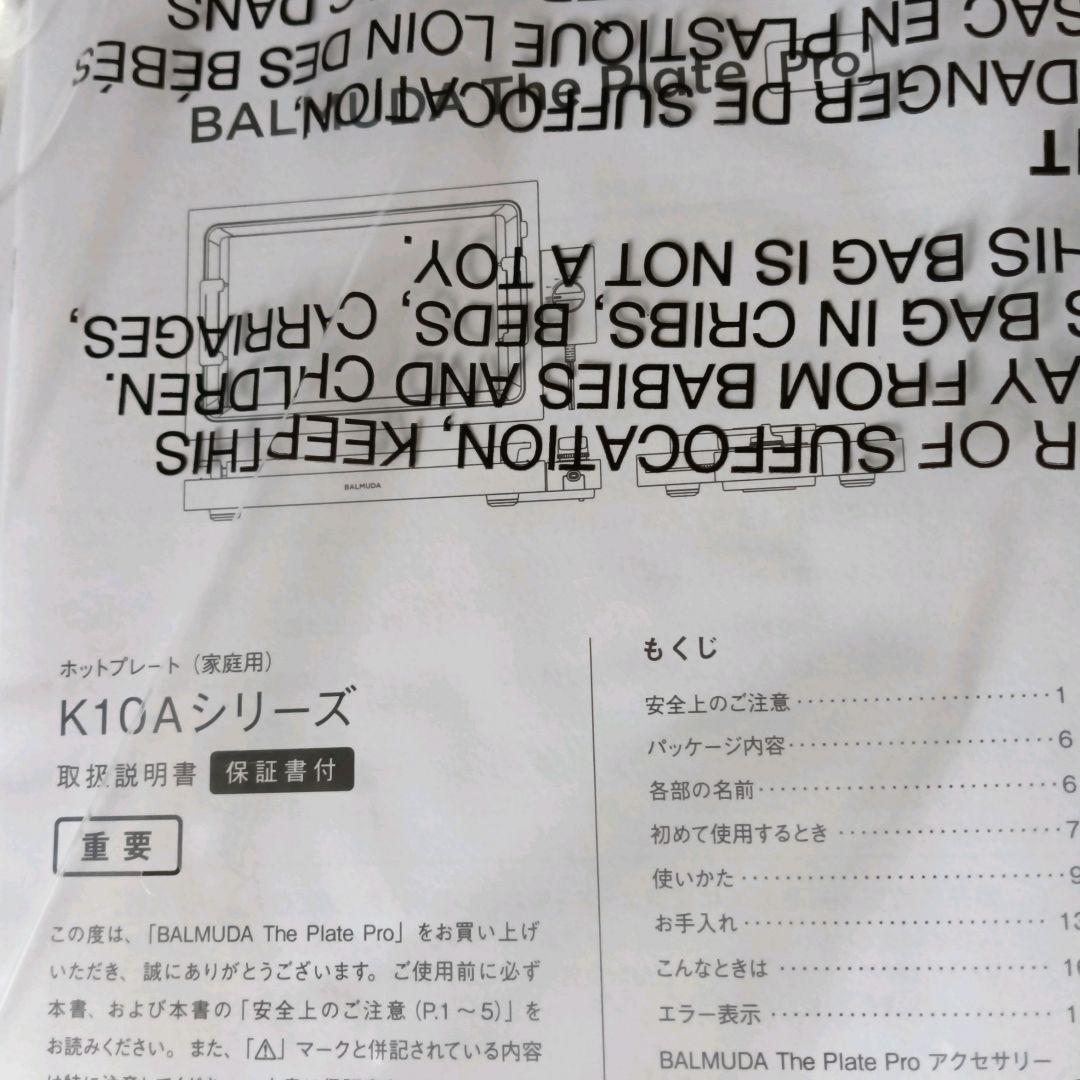 BALMUDA The Plate Pro
BALMUDA
ホットプレート（家庭用）
K10Aシリーズ
取扱説明書 保証書付
重要
この度は、「BALMUDA The Plate Pro」をお買い上げ
いただき、誠にありがとうございます。ご使用前に必ず
本書、および本書の「安全上のご注意（P.1～5）」を
お読みください。また、「⚠」マークと併記されている内容
もくじ
安全上のご注意 1
パッケージ内容 6
各部の名前 6
初めて使用するとき 7
使いかた 9
お手入れ 13
こんなときは
エラー表示
BALMUDA The Plate Pro アクセサリー
R OF SUFFOCATION, KEEP THIS
AY FROM BABIES AND CHILDREN.
S BAG IN CRIBS, BEDS, CARRIAGES,
HIS BAG IS NOT A TOY.
NT
DANGER DE SUFFOCATION,
SAC EN PLASTIQUE LOIN DES BÉBÉS
DANS